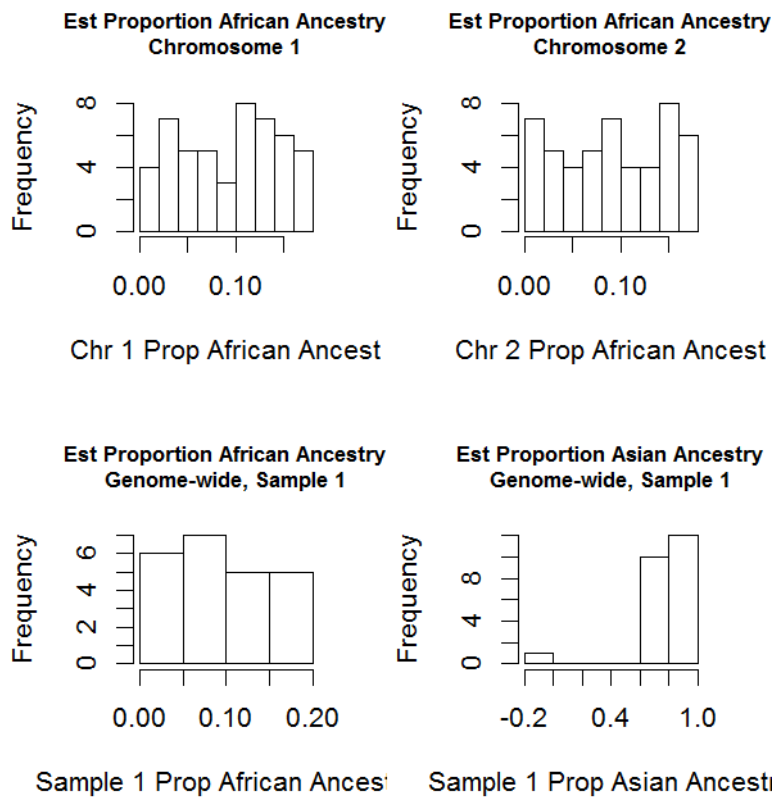 Est Proportion African Ancestry
Chromosome 1
Frequency
0 4 8
0.00 0.10
Chr 1 Prop African Ancest
Est Proportion African Ancestry
Chromosome 2
Frequency
0 4 8
0.00 0.10
Chr 2 Prop African Ancest
Est Proportion African Ancestry
Genome-wide, Sample 1
Frequency
0 2 4 6
0.00 0.10 0.20
Sample 1 Prop African Ancest
Est Proportion Asian Ancestry
Genome-wide, Sample 1
Frequency
0 4 8
-0.2 0.4 1.0
Sample 1 Prop Asian Ancestr